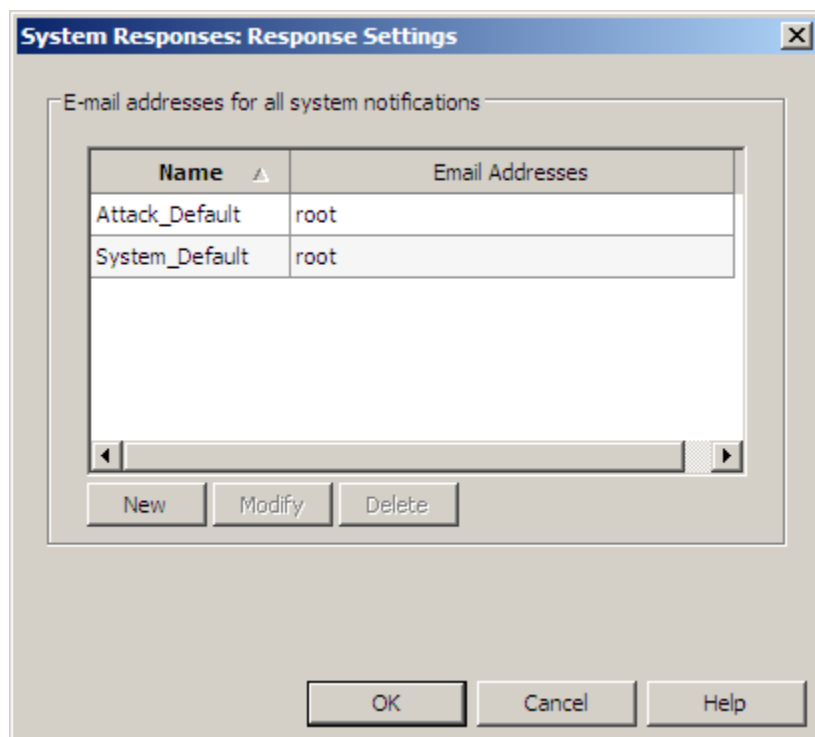 System Responses: Response Settings
E-mail addresses for all system notifications
Name Email Addresses
Attack_Default root
System_Default root
New Modify Delete
OK Cancel Help